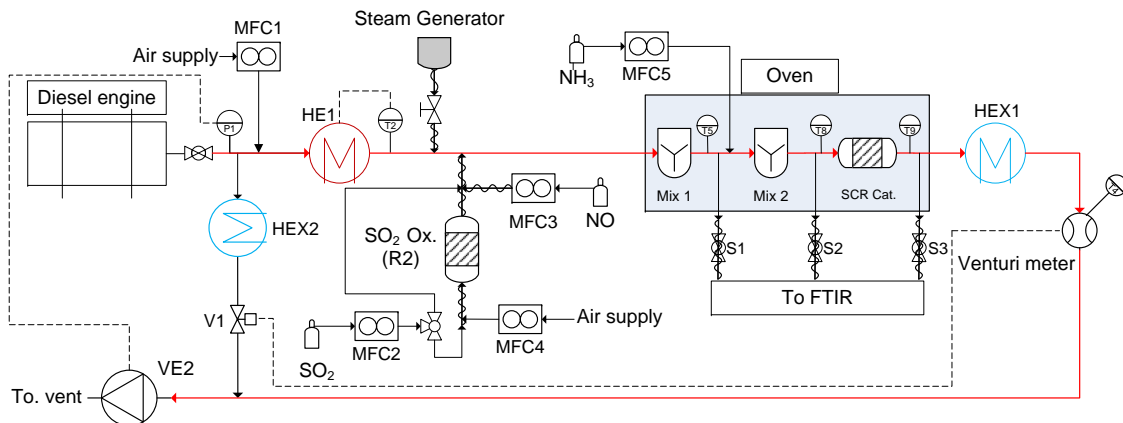 Steam Generator
MFC1
Air supply
NH3
MFC5
Oven
Diesel engine
P1
HE1
T2
T5
T8
T9
HEX1
Mix 1
Mix 2
SCR Cat.
HEX2
MFC3
NO
SO2 Ox.
(R2)
S1
S2
S3
Venturi meter
To FTIR
V1
SO2
MFC2
MFC4
Air supply
VE2
To. vent